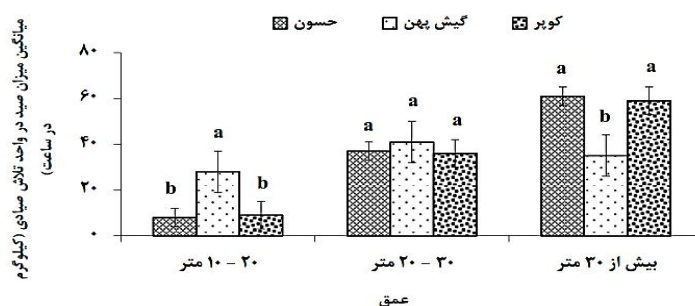 حسون گیش پهن کوپر
میانگین میزان صید در واحد تلاش صیادی (کیلوگرم
در ساعت)
۸۰
۶۰
۴۰
۲۰
۰
b a b
a a a
a b a
۱۰ - ۲۰ متر
۲۰ - ۳۰ متر
بیش از ۳۰ متر
عمق